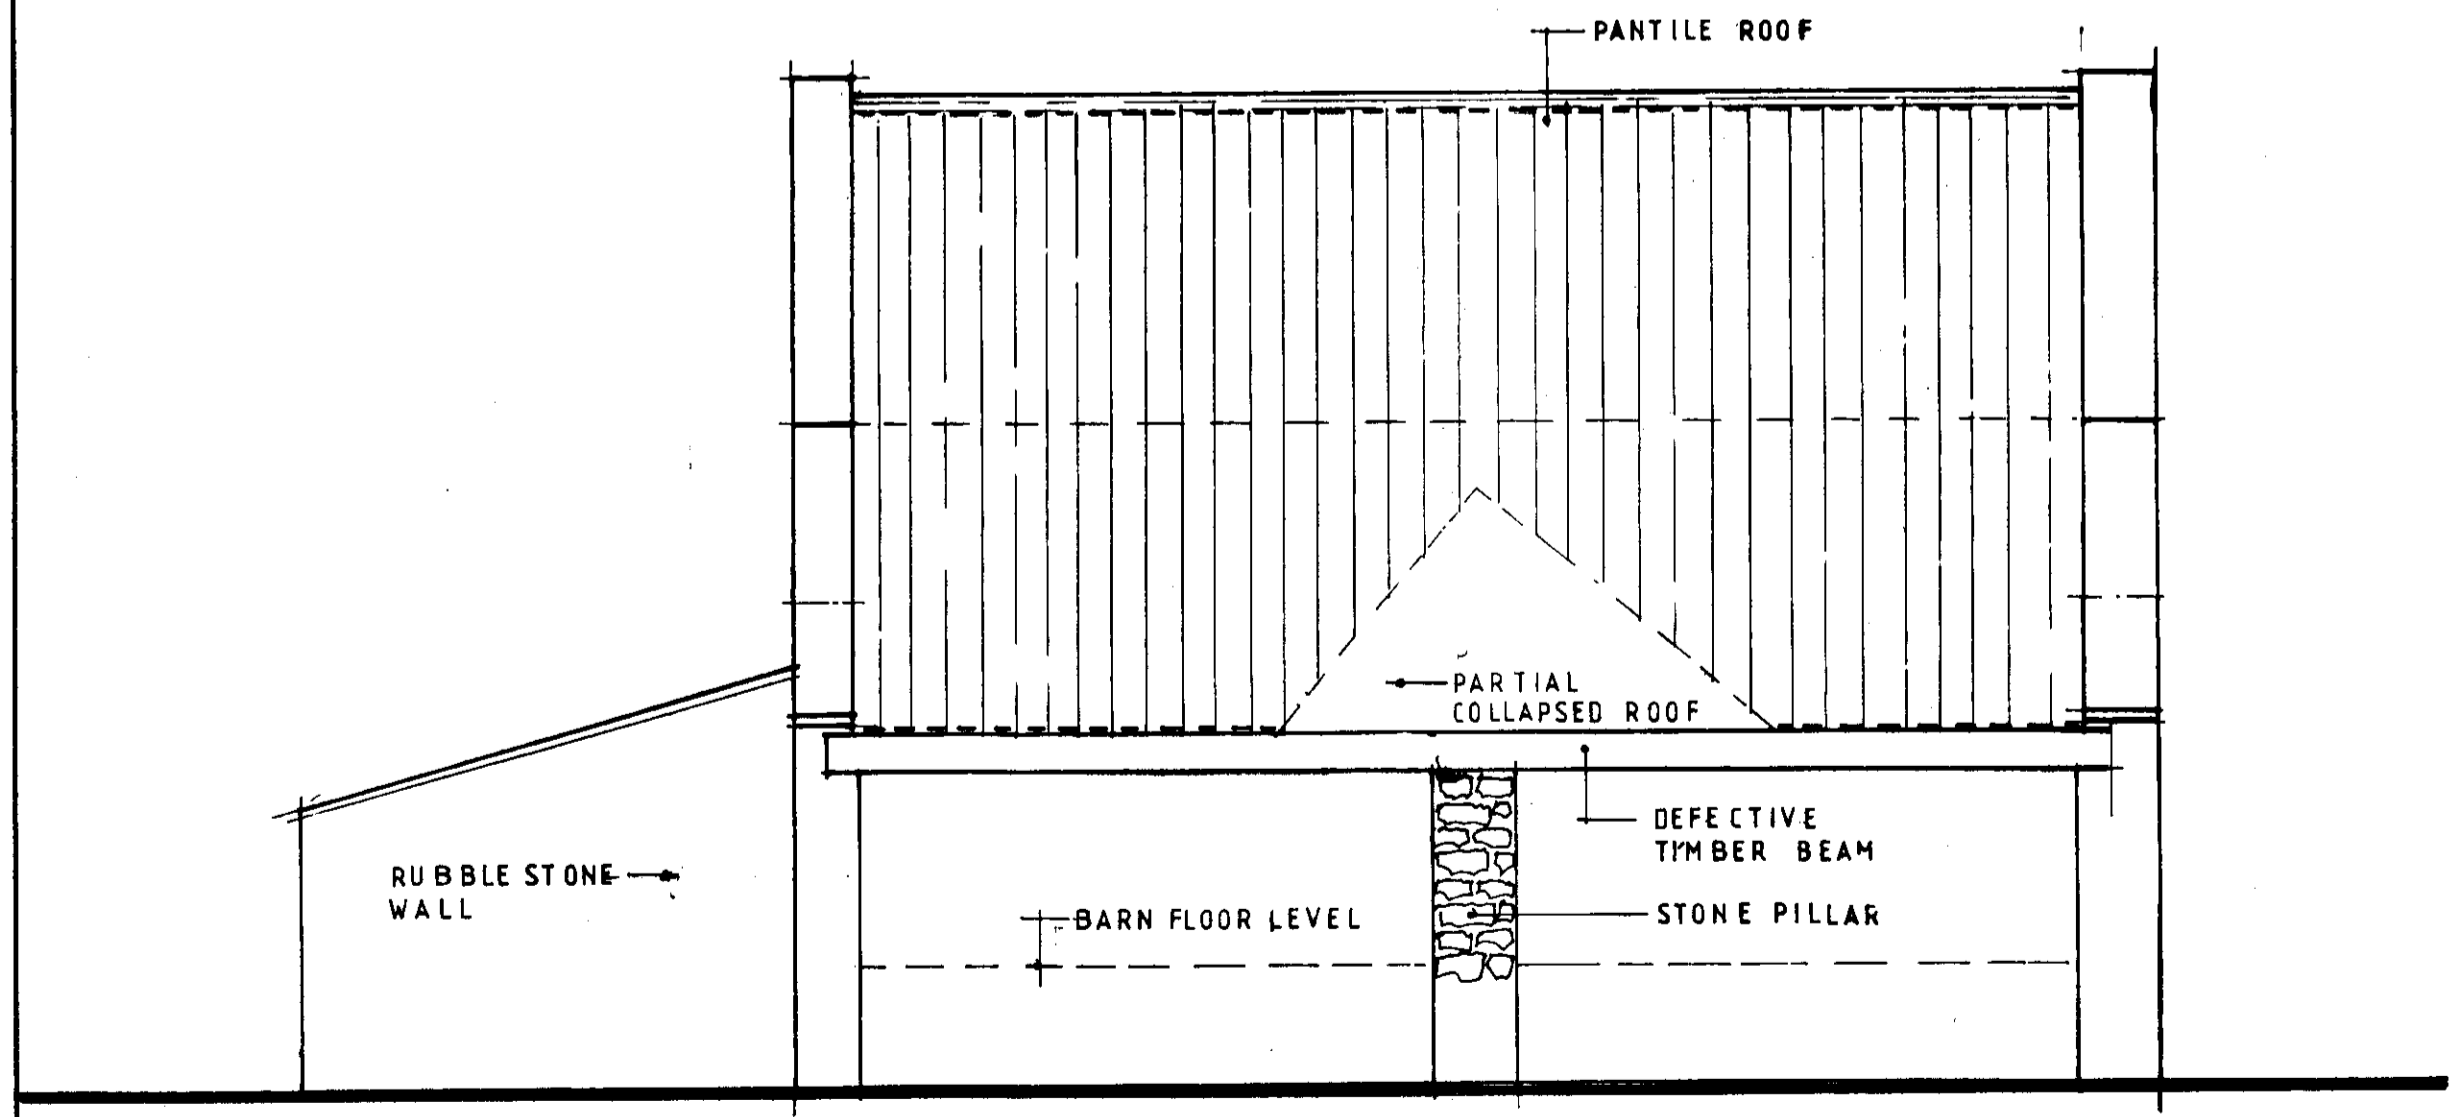 PANTILE ROOF
PARTIAL
COLLAPSED ROOF
DEFECTIVE
TIMBER BEAM
RUBBLE STONE
WALL
BARN FLOOR LEVEL
STONE PILLAR